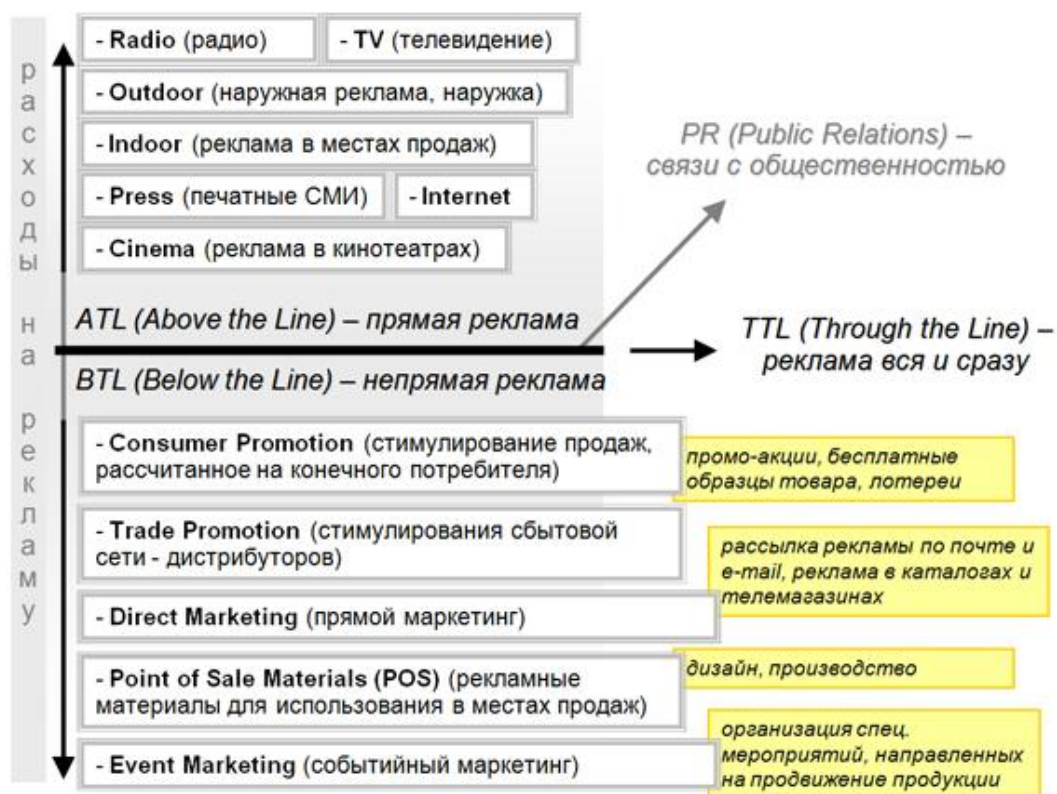 расходы на рекламу
- Radio (радио)
- TV (телевидение)
- Outdoor (наружная реклама, наружка)
- Indoor (реклама в местах продаж)
- Press (печатные СМИ)
- Internet
- Cinema (реклама в кинотеатрах)
PR (Public Relations) –
связи с общественностью
ATL (Above the Line) – прямая реклама
TTL (Through the Line) –
реклама вся и сразу
BTL (Below the Line) – непрямая реклама
- Consumer Promotion (стимулирование продаж,
рассчитанное на конечного потребителя)
промо-акции, бесплатные
образцы товара, лотереи
- Trade Promotion (стимулирования сбытовой
сети - дистрибуторов)
рассылка рекламы по почте и
e-mail, реклама в каталогах и
телемагазинах
- Direct Marketing (прямой маркетинг)
- Point of Sale Materials (POS) (рекламные
материалы для использования в местах продаж)
дизайн, производство
- Event Marketing (событийный маркетинг)
организация спец.
мероприятий, направленных
на продвижение продукции